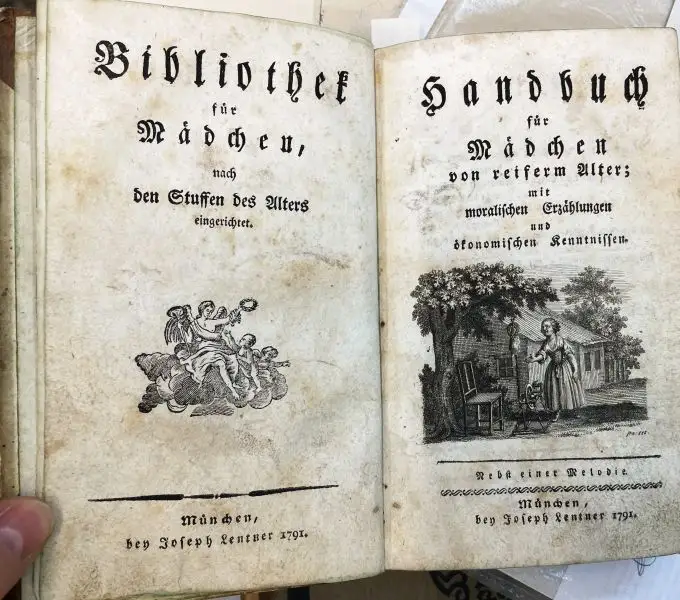 Bibliothek
für
Mädchen,
nach
den Stuffen des Alters
eingerichtet.
München,
bey Joseph Lentner 1791.
Handbuch
für
Mädchen
von reiferm Alter;
mit
moralischen Erzählungen
und
ökonomischen Kenntnissen.
Nebst einer Melodie.
München,
bey Joseph Lentner 1791.